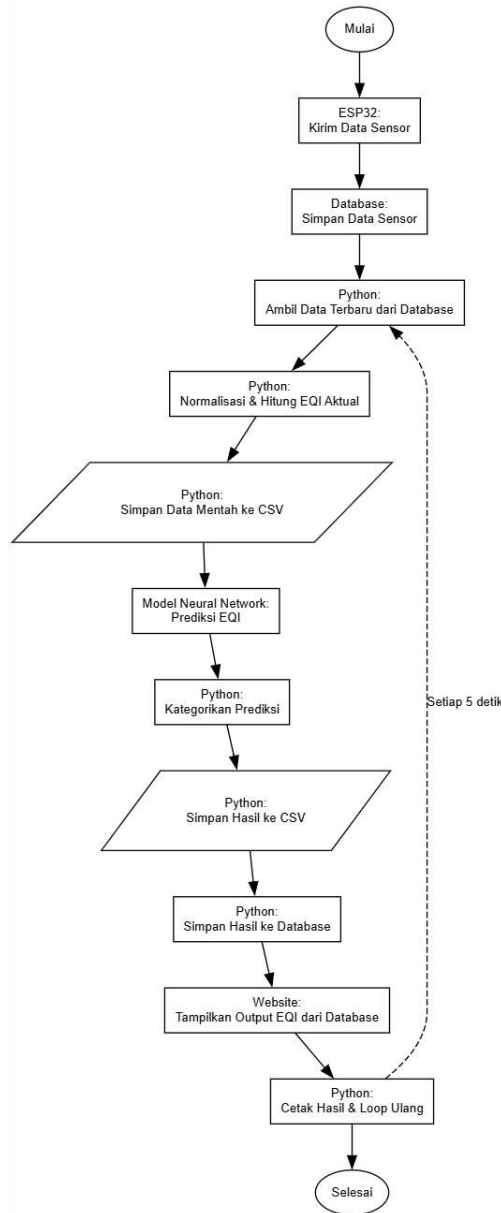 Mulai
ESP32:
Kirim Data Sensor
Database:
Simpan Data Sensor
Python:
Ambil Data Terbaru dari Database
Python:
Normalisasi & Hitung EQI Aktual
Python:
Simpan Data Mentah ke CSV
Model Neural Network:
Prediksi EQI
Python:
Kategorikan Prediksi
Setiap 5 detik
Python:
Simpan Hasil ke CSV
Python:
Simpan Hasil ke Database
Website:
Tampilkan Output EQI dari Database
Python:
Cetak Hasil & Loop Ulang
Selesai